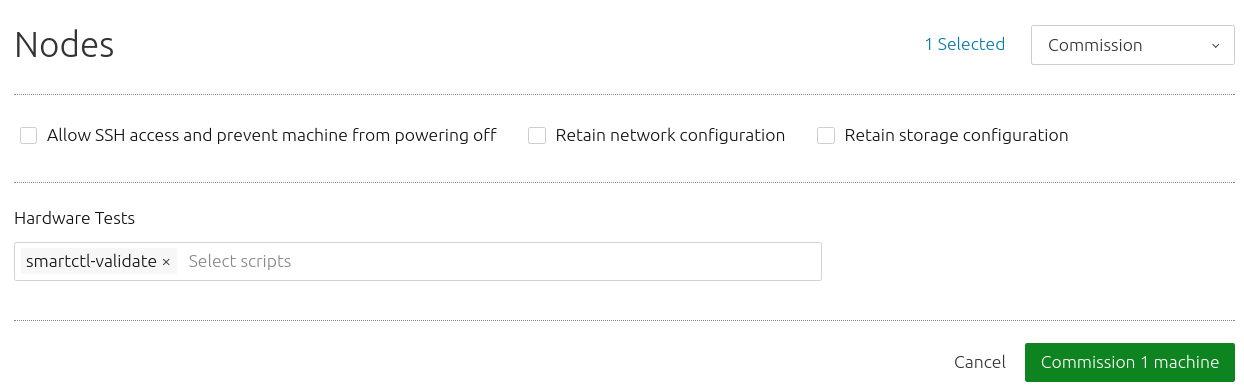 Nodes 1 Selected Commission
Allow SSH access and prevent machine from powering off Retain network configuration Retain storage configuration
Hardware Tests
smartctl-validate × Select scripts
Cancel Commission 1 machine